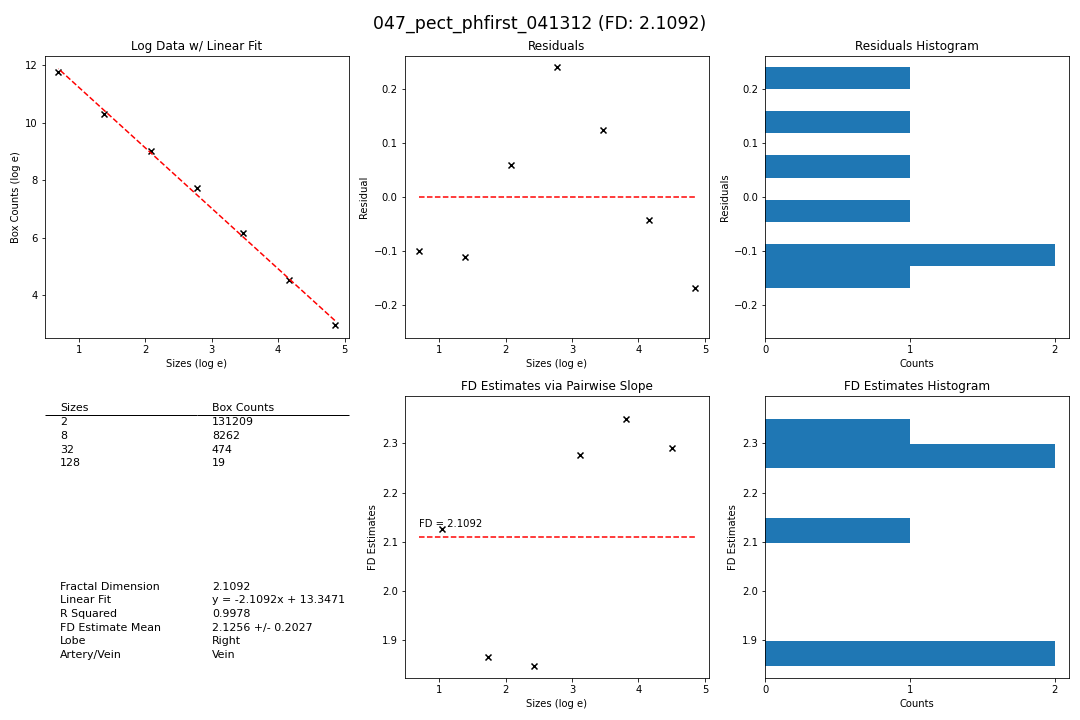 047_pect_phfirst_041312 (FD: 2.1092)
Log Data w/ Linear Fit
12
10
8
6
4
Box Counts (log e)
1 2 3 4 5
Sizes (log e)
Residuals
0.2
0.1
0.0
−0.1
−0.2
Residual
1 2 3 4 5
Sizes (log e)
Residuals Histogram
0.2
0.1
0.0
−0.1
−0.2
Residuals
0 1 2
Counts
Sizes Box Counts
2 131209
8 8262
32 474
128 19
Fractal Dimension 2.1092
Linear Fit y = -2.1092x + 13.3471
R Squared 0.9978
FD Estimate Mean 2.1256 +/- 0.2027
Lobe Right
Artery/Vein Vein
FD Estimates via Pairwise Slope
2.3
2.2
2.1
2.0
1.9
FD Estimates
FD = 2.1092
1 2 3 4 5
Sizes (log e)
FD Estimates Histogram
2.3
2.2
2.1
2.0
1.9
FD Estimates
0 1 2
Counts